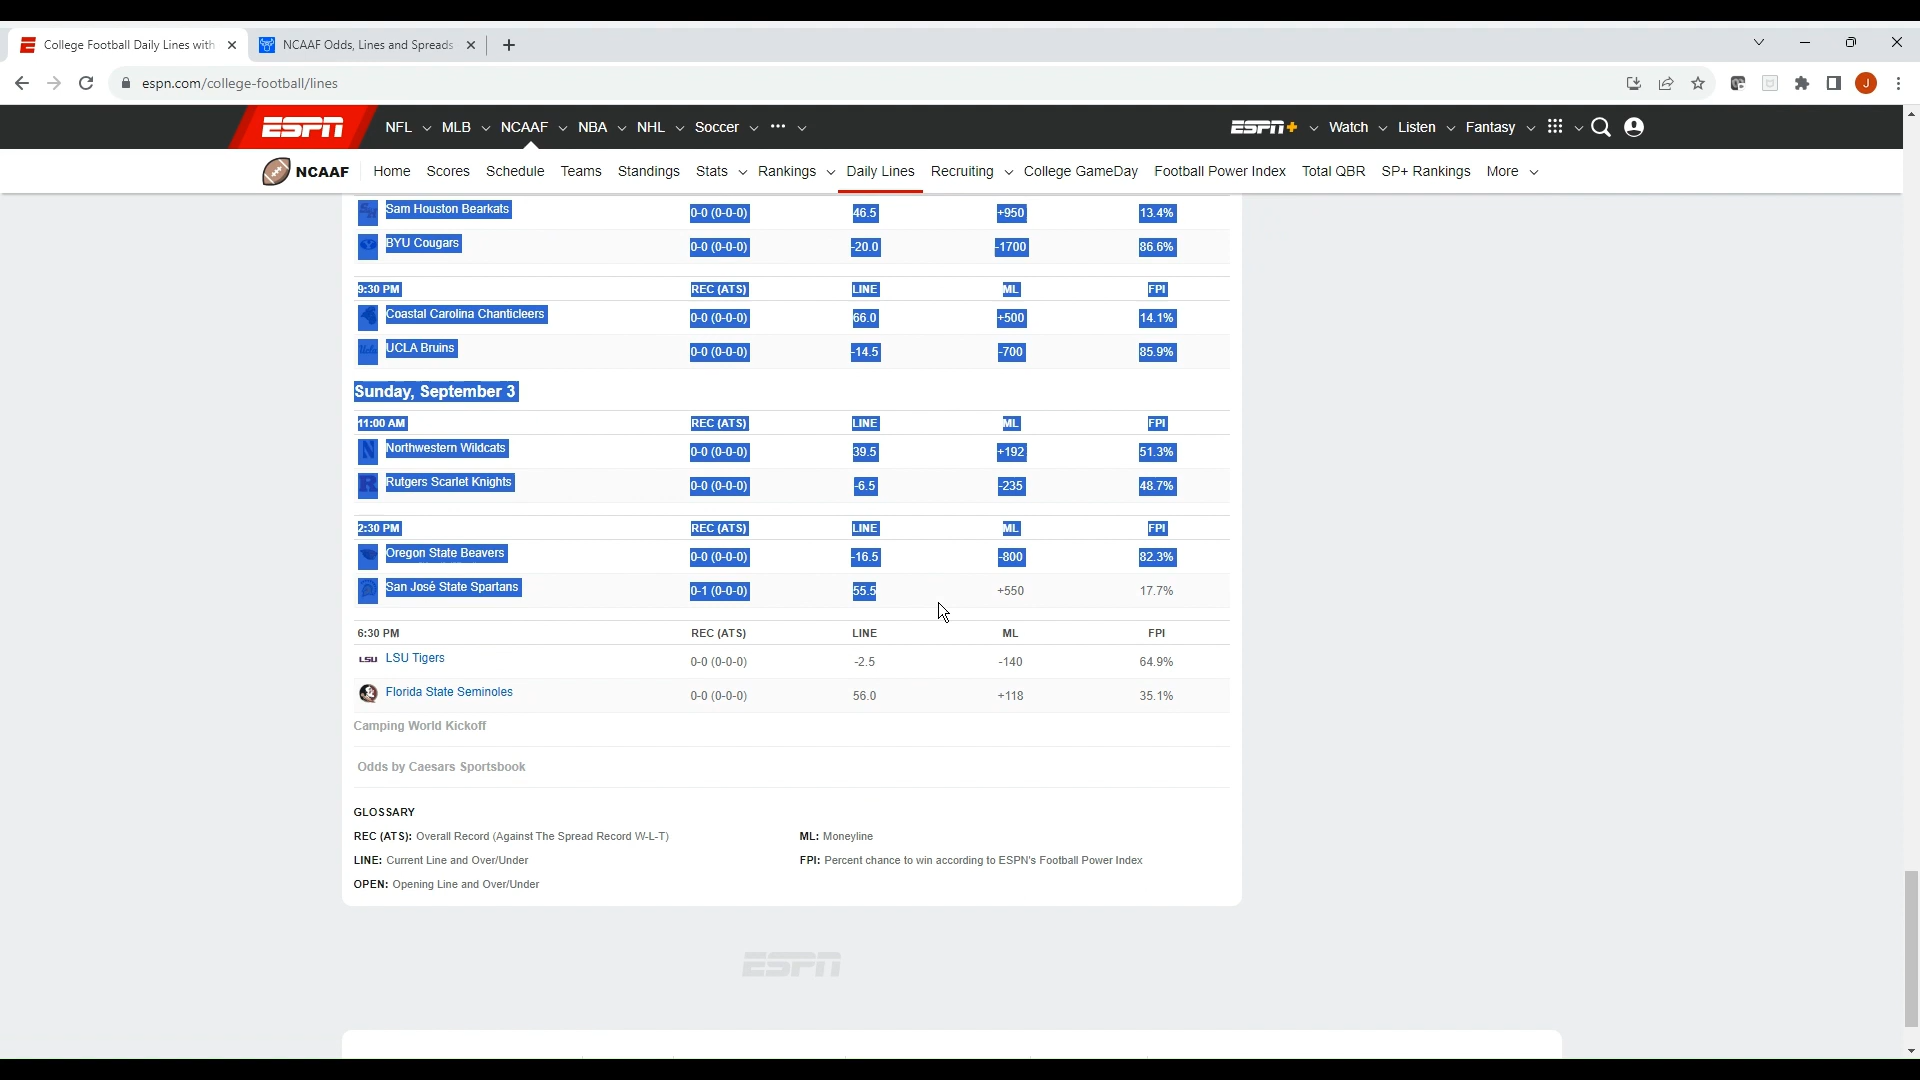 College Football Daily Lines with
NCAAF Odds, Lines and Spreads
espn.com/college-football/lines
J
ESPN NFL MLB NCAAF NBA NHL Soccer ESPN+ Watch Listen Fantasy
NCAAF Home Scores Schedule Teams Standings Stats Rankings Daily Lines Recruiting College GameDay Football Power Index Total QBR SP+ Rankings More
Sam Houston Bearkats 0-0 (0-0-0) 46.5 +950 13.4%
BYU Cougars 0-0 (0-0-0) -20.0 -1700 86.6%
9:30 PM REC (ATS) LINE ML FPI
Coastal Carolina Chanticleers 0-0 (0-0-0) 66.0 +500 14.1%
UCLA Bruins 0-0 (0-0-0) -14.5 -700 85.9%
Sunday, September 3
11:00 AM REC (ATS) LINE ML FPI
Northwestern Wildcats 0-0 (0-0-0) 39.5 +192 51.3%
Rutgers Scarlet Knights 0-0 (0-0-0) -6.5 -235 48.7%
2:30 PM REC (ATS) LINE ML FPI
Oregon State Beavers 0-0 (0-0-0) -16.5 -800 82.3%
San José State Spartans 0-1 (0-0-0) 55.5 +550 17.7%
6:30 PM REC (ATS) LINE ML FPI
LSU LSU Tigers 0-0 (0-0-0) -2.5 -140 64.9%
Florida State Seminoles 0-0 (0-0-0) 56.0 +118 35.1%
Camping World Kickoff
Odds by Caesars Sportsbook
GLOSSARY
REC (ATS): Overall Record (Against The Spread Record W-L-T) ML: Moneyline
LINE: Current Line and Over/Under FPI: Percent chance to win according to ESPN's Football Power Index
OPEN: Opening Line and Over/Under
ESPN